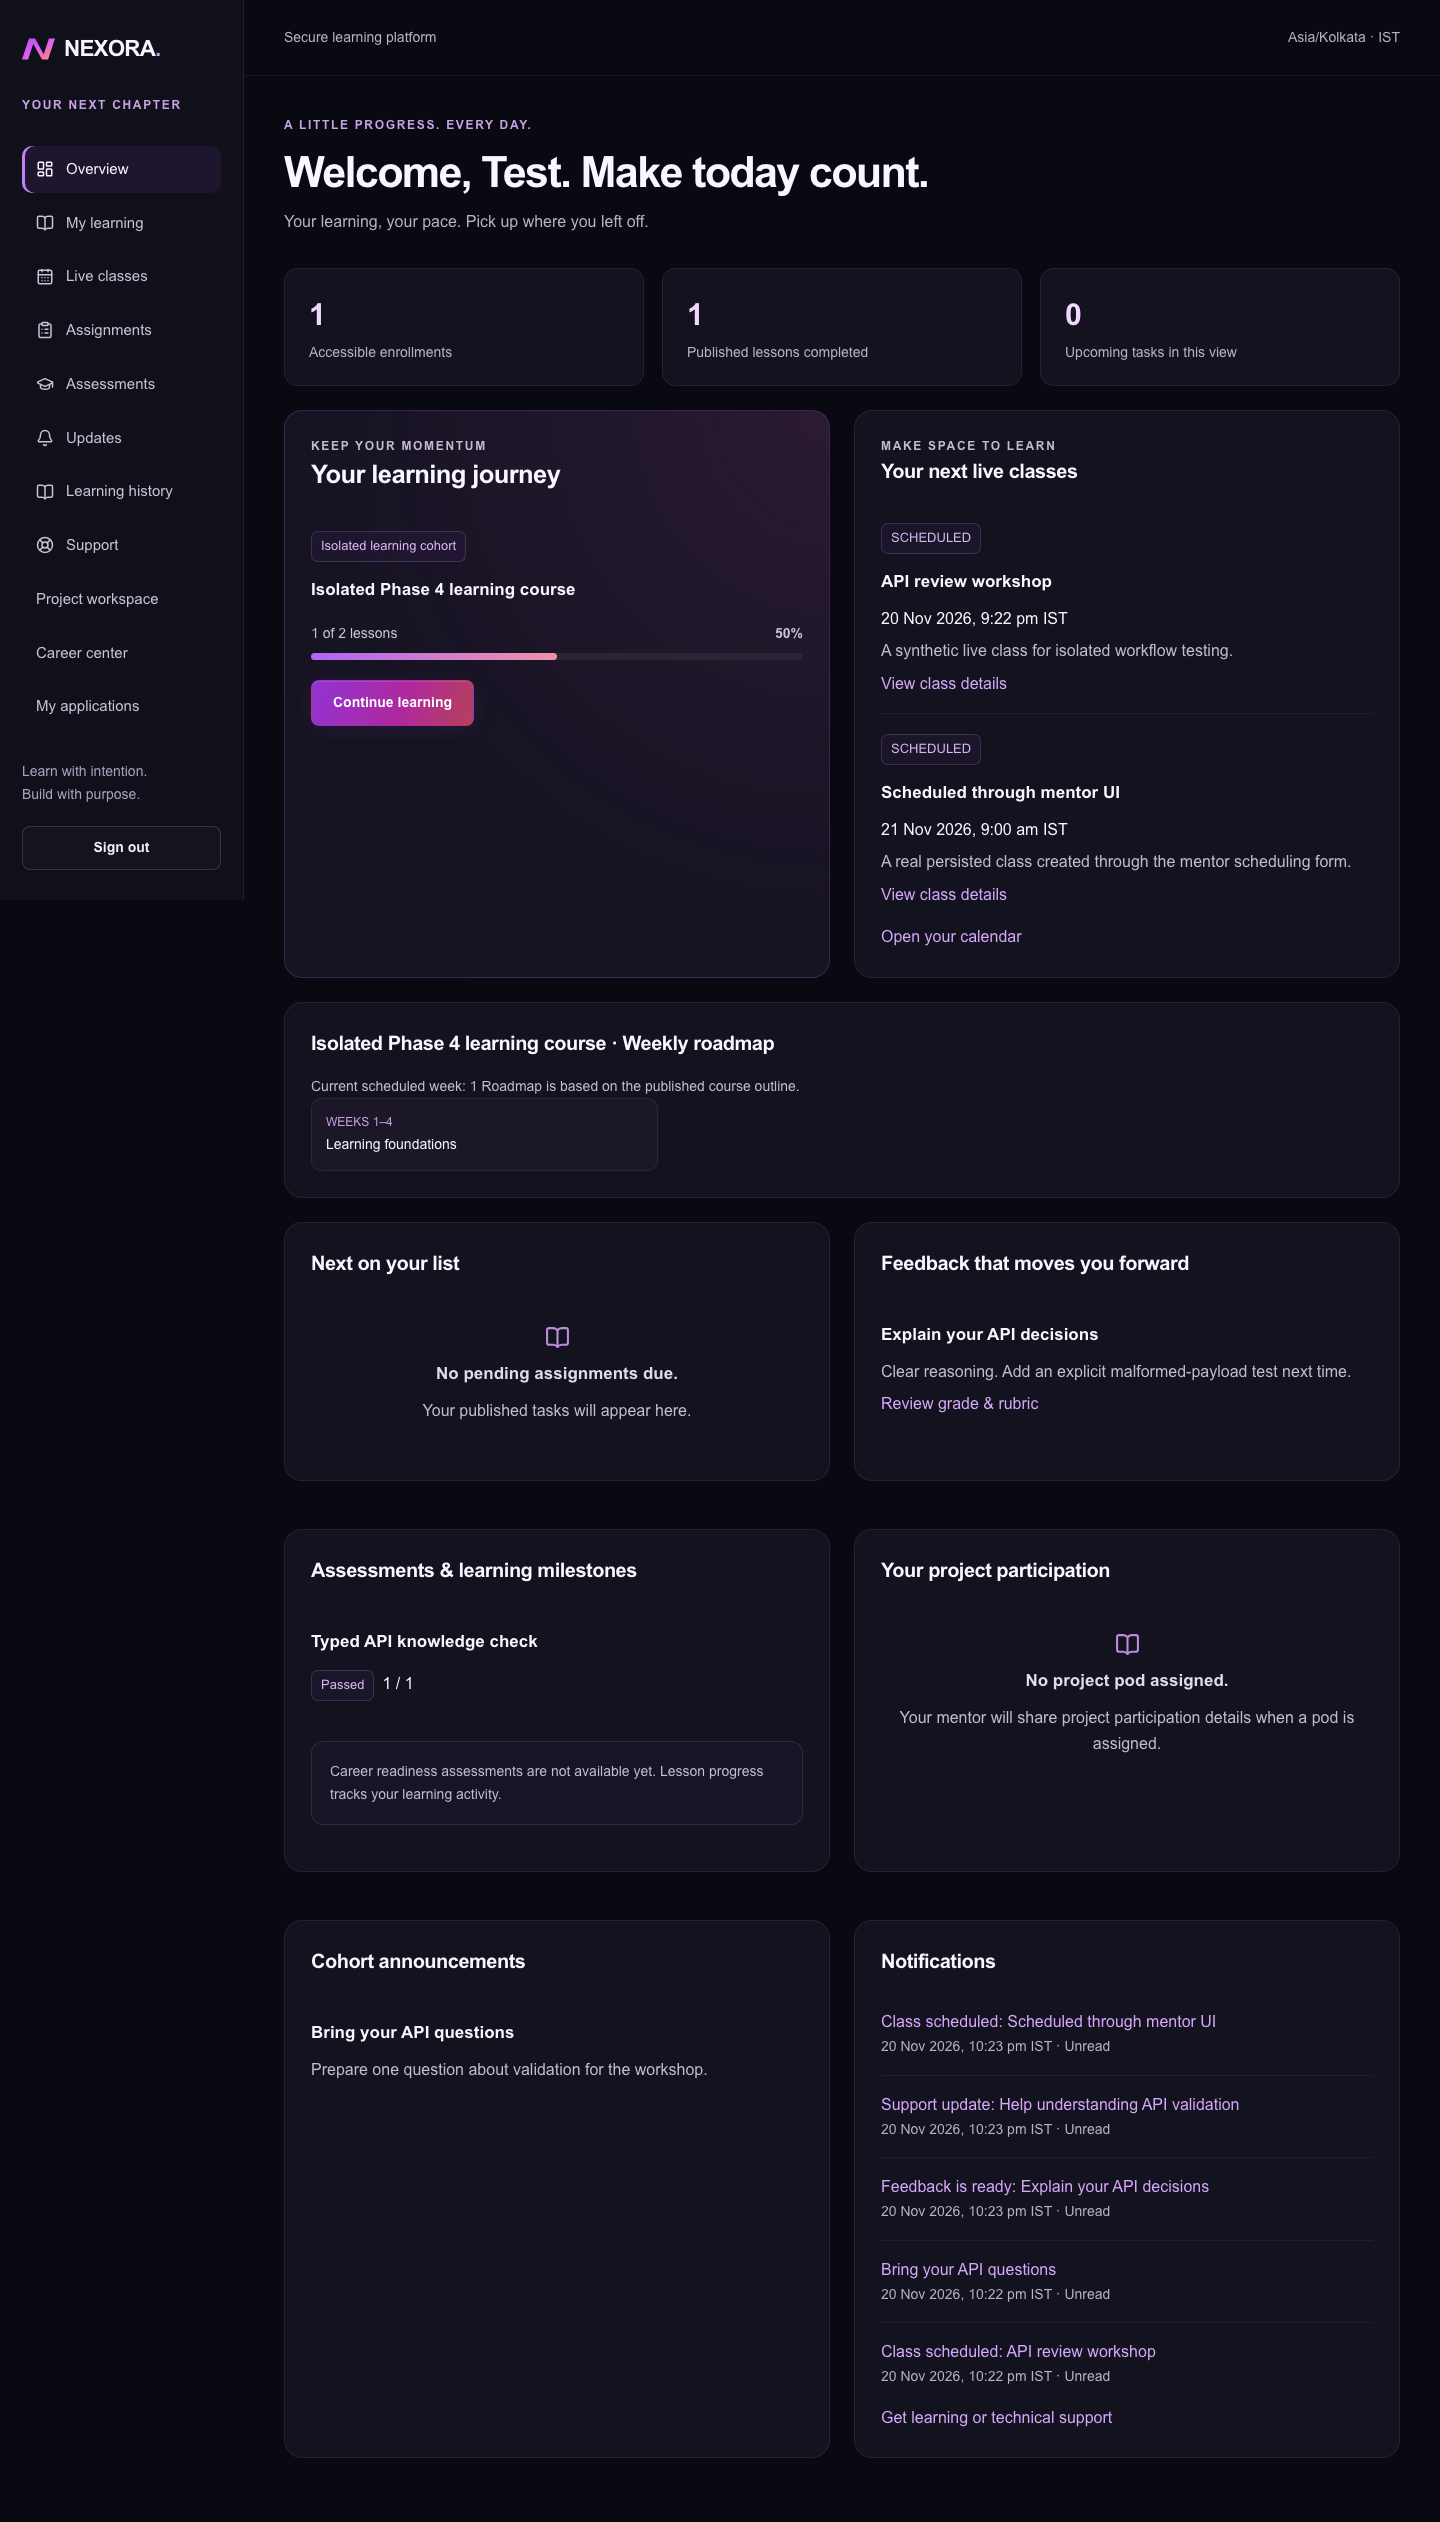 NEXORA.
YOUR NEXT CHAPTER
Overview
My learning
Live classes
Assignments
Assessments
Updates
Learning history
Support
Project workspace
Career center
My applications
Learn with intention.
Build with purpose.
Sign out
Secure learning platform
Asia/Kolkata · IST
A LITTLE PROGRESS. EVERY DAY.
Welcome, Test. Make today count.
Your learning, your pace. Pick up where you left off.
1
Accessible enrollments
1
Published lessons completed
0
Upcoming tasks in this view
KEEP YOUR MOMENTUM
Your learning journey
Isolated learning cohort
Isolated Phase 4 learning course
1 of 2 lessons
50%
Continue learning
MAKE SPACE TO LEARN
Your next live classes
SCHEDULED
API review workshop
20 Nov 2026, 9:22 pm IST
A synthetic live class for isolated workflow testing.
View class details
SCHEDULED
Scheduled through mentor UI
21 Nov 2026, 9:00 am IST
A real persisted class created through the mentor scheduling form.
View class details
Open your calendar
Isolated Phase 4 learning course · Weekly roadmap
Current scheduled week: 1 Roadmap is based on the published course outline.
WEEKS 1–4
Learning foundations
Next on your list
No pending assignments due.
Your published tasks will appear here.
Feedback that moves you forward
Explain your API decisions
Clear reasoning. Add an explicit malformed-payload test next time.
Review grade & rubric
Assessments & learning milestones
Typed API knowledge check
Passed
1 / 1
Career readiness assessments are not available yet. Lesson progress
tracks your learning activity.
Your project participation
No project pod assigned.
Your mentor will share project participation details when a pod is
assigned.
Cohort announcements
Bring your API questions
Prepare one question about validation for the workshop.
Notifications
Class scheduled: Scheduled through mentor UI
20 Nov 2026, 10:23 pm IST · Unread
Support update: Help understanding API validation
20 Nov 2026, 10:23 pm IST · Unread
Feedback is ready: Explain your API decisions
20 Nov 2026, 10:23 pm IST · Unread
Bring your API questions
20 Nov 2026, 10:22 pm IST · Unread
Class scheduled: API review workshop
20 Nov 2026, 10:22 pm IST · Unread
Get learning or technical support